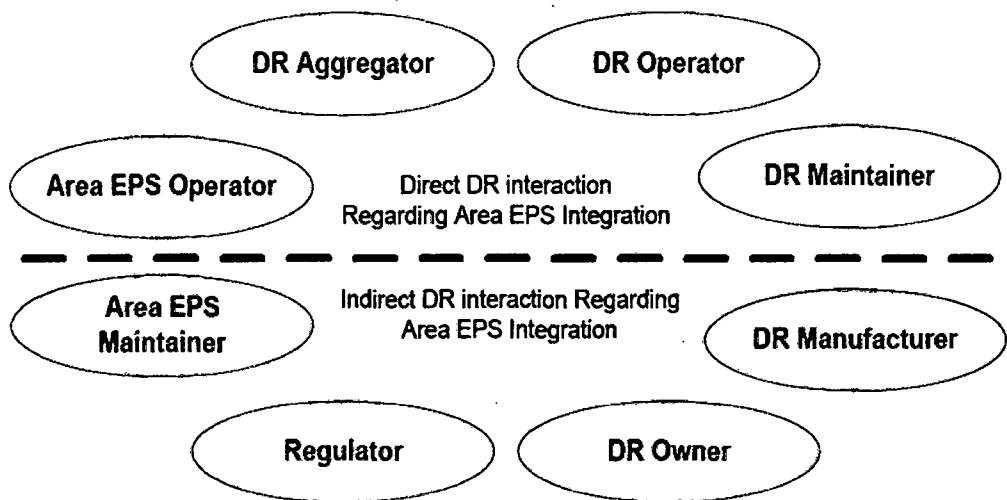 DR Aggregator
DR Operator
Area EPS Operator
Direct DR interaction
Regarding Area EPS Integration
DR Maintainer
Area EPS
Maintainer
Indirect DR interaction Regarding
Area EPS Integration
DR Manufacturer
Regulator
DR Owner